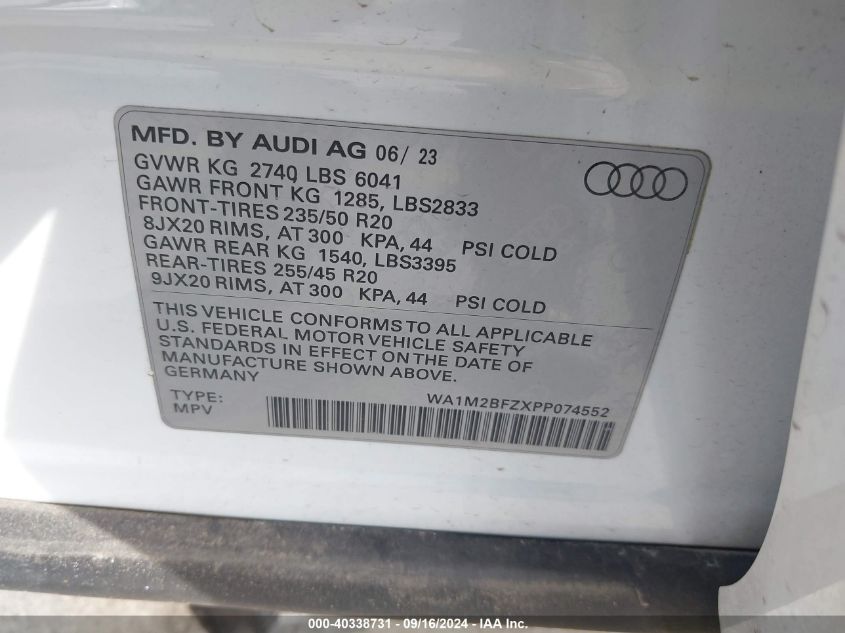 MFD. BY AUDI AG 06/ 23
GVWR KG 2740 LBS 6041
GAWR FRONT KG 1285, LBS2833
FRONT-TIRES 235/50 R20
8JX20 RIMS, AT 300 KPA, 44 PSI COLD
GAWR REAR KG 1540, LBS3395
REAR-TIRES 255/45 R20
9JX20 RIMS, AT 300 KPA, 44 PSI COLD
THIS VEHICLE CONFORMS TO ALL APPLICABLE
U.S. FEDERAL MOTOR VEHICLE SAFETY
STANDARDS IN EFFECT ON THE DATE OF
MANUFACTURE SHOWN ABOVE.
GERMANY
TYPE: WA1M2BFZXPP074552
MPV
000-40338731 - 09/16/2024 - IAA Inc.